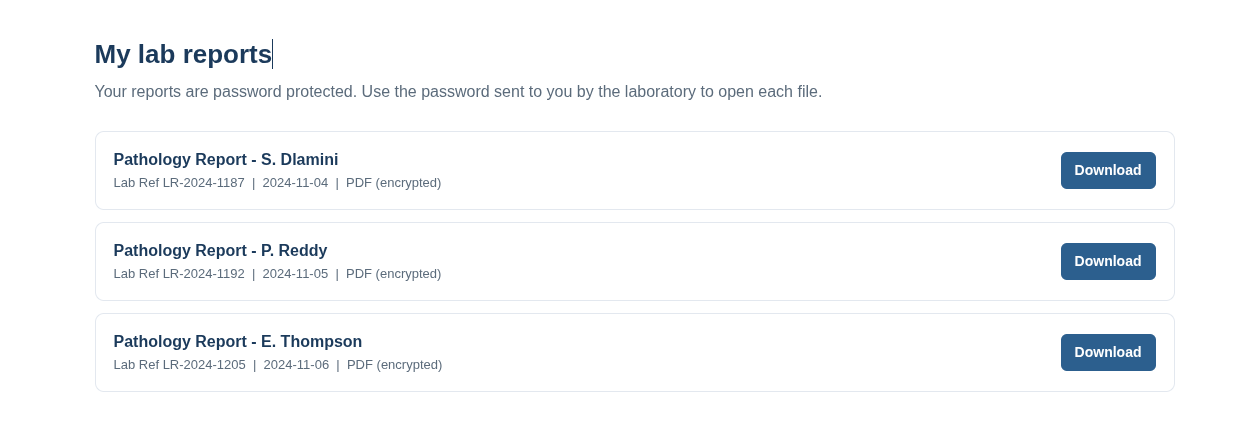 My lab reports
Your reports are password protected. Use the password sent to you by the laboratory to open each file.
Pathology Report - S. Dlamini
Lab Ref LR-2024-1187 | 2024-11-04 | PDF (encrypted)
Download
Pathology Report - P. Reddy
Lab Ref LR-2024-1192 | 2024-11-05 | PDF (encrypted)
Download
Pathology Report - E. Thompson
Lab Ref LR-2024-1205 | 2024-11-06 | PDF (encrypted)
Download